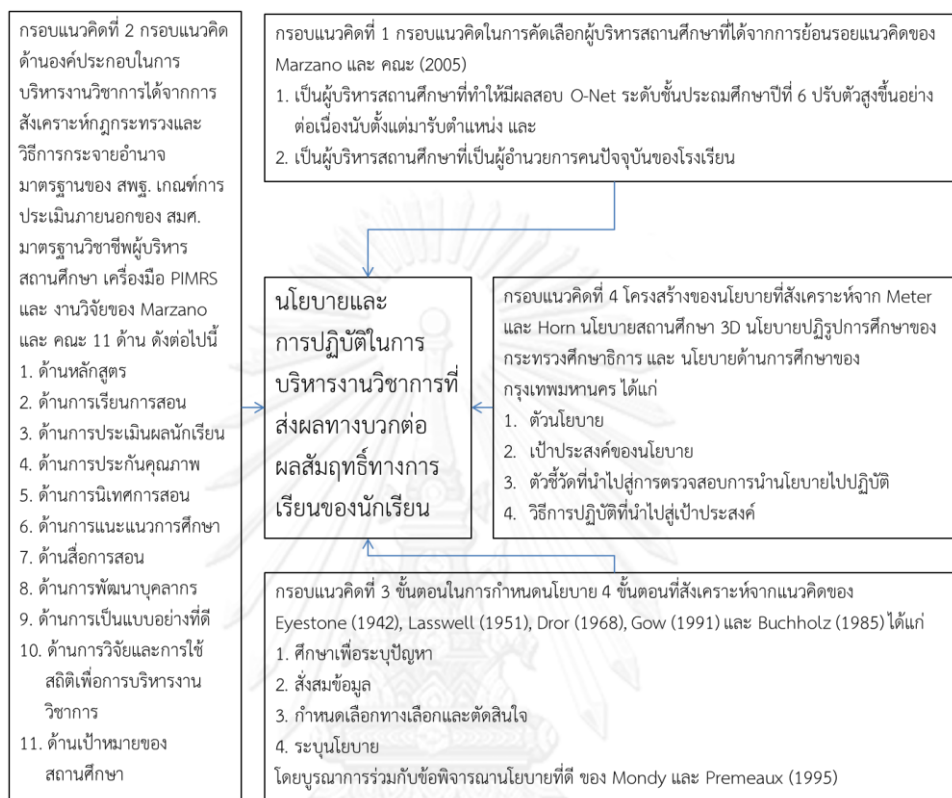 กรอบแนวคิดที่ 2 กรอบแนวคิด
ด้านองค์ประกอบในการ
บริหารงานวิชาการได้จากการ
สังเคราะห์กฎกระทรวงและ
วิธีการกระจายอำนาจ
มาตรฐานของ สพฐ. เกณฑ์การ
ประเมินภายนอกของ สมศ.
มาตรฐานวิชาชีพผู้บริหาร
สถานศึกษา เครื่องมือ PIMRS
และ งานวิจัยของ Marzano
และ คณะ 11 ด้าน ดังต่อไปนี้
1. ด้านหลักสูตร
2. ด้านการเรียนการสอน
3. ด้านการประเมินผลนักเรียน
4. ด้านการประกันคุณภาพ
5. ด้านการนิเทศการสอน
6. ด้านการแนะแนวการศึกษา
7. ด้านสื่อการสอน
8. ด้านการพัฒนาบุคลากร
9. ด้านการเป็นแบบอย่างที่ดี
10. ด้านการวิจัยและการใช้
สถิติเพื่อการบริหารงาน
วิชาการ
11. ด้านเป้าหมายของ
สถานศึกษา
กรอบแนวคิดที่ 1 กรอบแนวคิดในการคัดเลือกผู้บริหารสถานศึกษาที่ได้จากการย้อนรอยแนวคิดของ
Marzano และ คณะ (2005)
1. เป็นผู้บริหารสถานศึกษาที่ทำให้มีผลสอบ O-Net ระดับชั้นประถมศึกษาปีที่ 6 ปรับตัวสูงขึ้นอย่าง
ต่อเนื่องนับตั้งแต่มารับตำแหน่ง และ
2. เป็นผู้บริหารสถานศึกษาที่เป็นผู้อำนวยการคนปัจจุบันของโรงเรียน
นโยบายและ
การปฏิบัติในการ
บริหารงานวิชาการที่
ส่งผลทางบวกต่อ
ผลสัมฤทธิ์ทางการ
เรียนของนักเรียน
กรอบแนวคิดที่ 4 โครงสร้างของนโยบายที่สังเคราะห์จาก Meter
และ Horn นโยบายสถานศึกษา 3D นโยบายปฏิรูปการศึกษาของ
กระทรวงศึกษาธิการ และ นโยบายด้านการศึกษาของ
กรุงเทพมหานคร ได้แก่
1. ตัวนโยบาย
2. เป้าประสงค์ของนโยบาย
3. ตัวชี้วัดที่นำไปสู่การตรวจสอบการนำนโยบายไปปฏิบัติ
4. วิธีการปฏิบัติที่นำไปสู่เป้าประสงค์
กรอบแนวคิดที่ 3 ขั้นตอนในการกำหนดนโยบาย 4 ขั้นตอนที่สังเคราะห์จากแนวคิดของ
Eyestone (1942), Lasswell (1951), Dror (1968), Gow (1991) และ Buchholz (1985) ได้แก่
1. ศึกษาเพื่อระบุปัญหา
2. สั่งสมข้อมูล
3. กำหนดเลือกทางเลือกและตัดสินใจ
4. ระบุนโยบาย
โดยบูรณาการร่วมกับข้อพิจารณานโยบายที่ดี ของ Mondy และ Premeaux (1995)